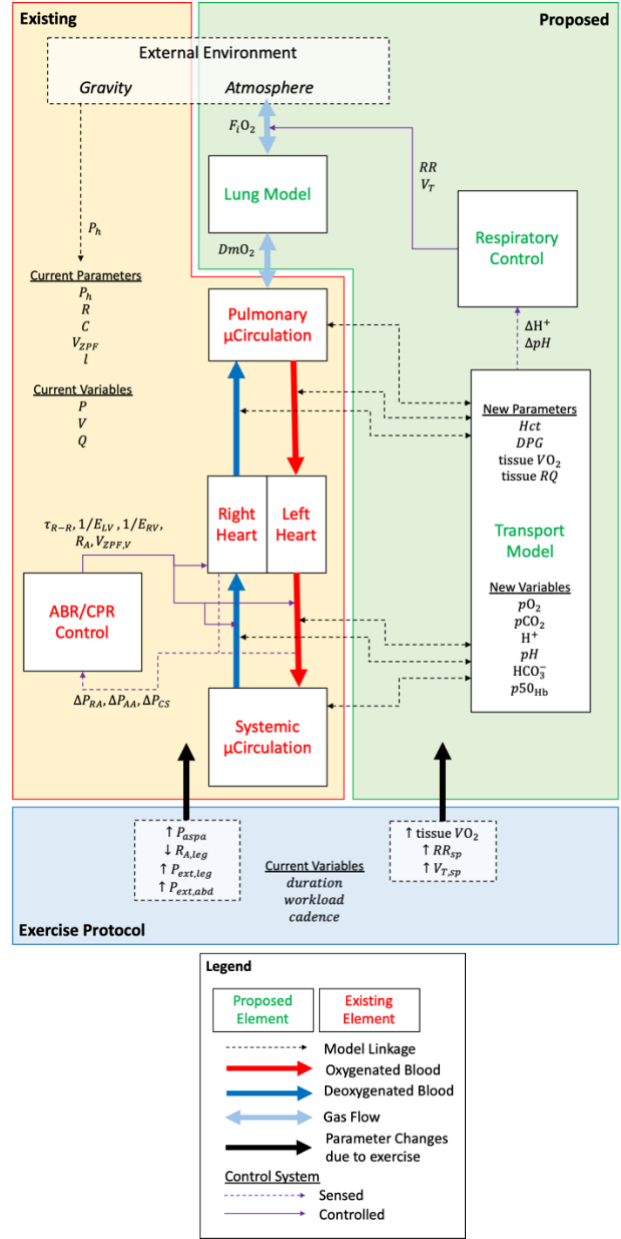 Existing
Proposed
External Environment
Gravity
Atmosphere
FᵢO₂
RR
V_T
Lung Model
Respiratory
Control
P_h
DmO₂
Current Parameters
P_h
R
C
V_ZPF
l
Pulmonary
μCirculation
ΔH⁺
ΔpH
Current Variables
P
V
Q
New Parameters
Hct
DPG
tissue VO₂
tissue RQ
Transport
Model
New Variables
pO₂
pCO₂
H⁺
pH
HCO₃⁻
p50_Hb
τ_R−R, 1/E_LV, 1/E_RV,
R_A, V_ZPF,V
Right
Heart
Left
Heart
ABR/CPR
Control
ΔP_RA, ΔP_AA, ΔP_CS
Systemic
μCirculation
↑ P_aspa
↓ R_A,leg
↑ P_ext,leg
↑ P_ext,abd
Current Variables
duration
workload
cadence
↑ tissue VO₂
↑ RR_sp
↑ V_T,sp
Exercise Protocol
Legend
Proposed
Element
Existing
Element
Model Linkage
Oxygenated Blood
Deoxygenated Blood
Gas Flow
Parameter Changes
due to exercise
Control System
Sensed
Controlled